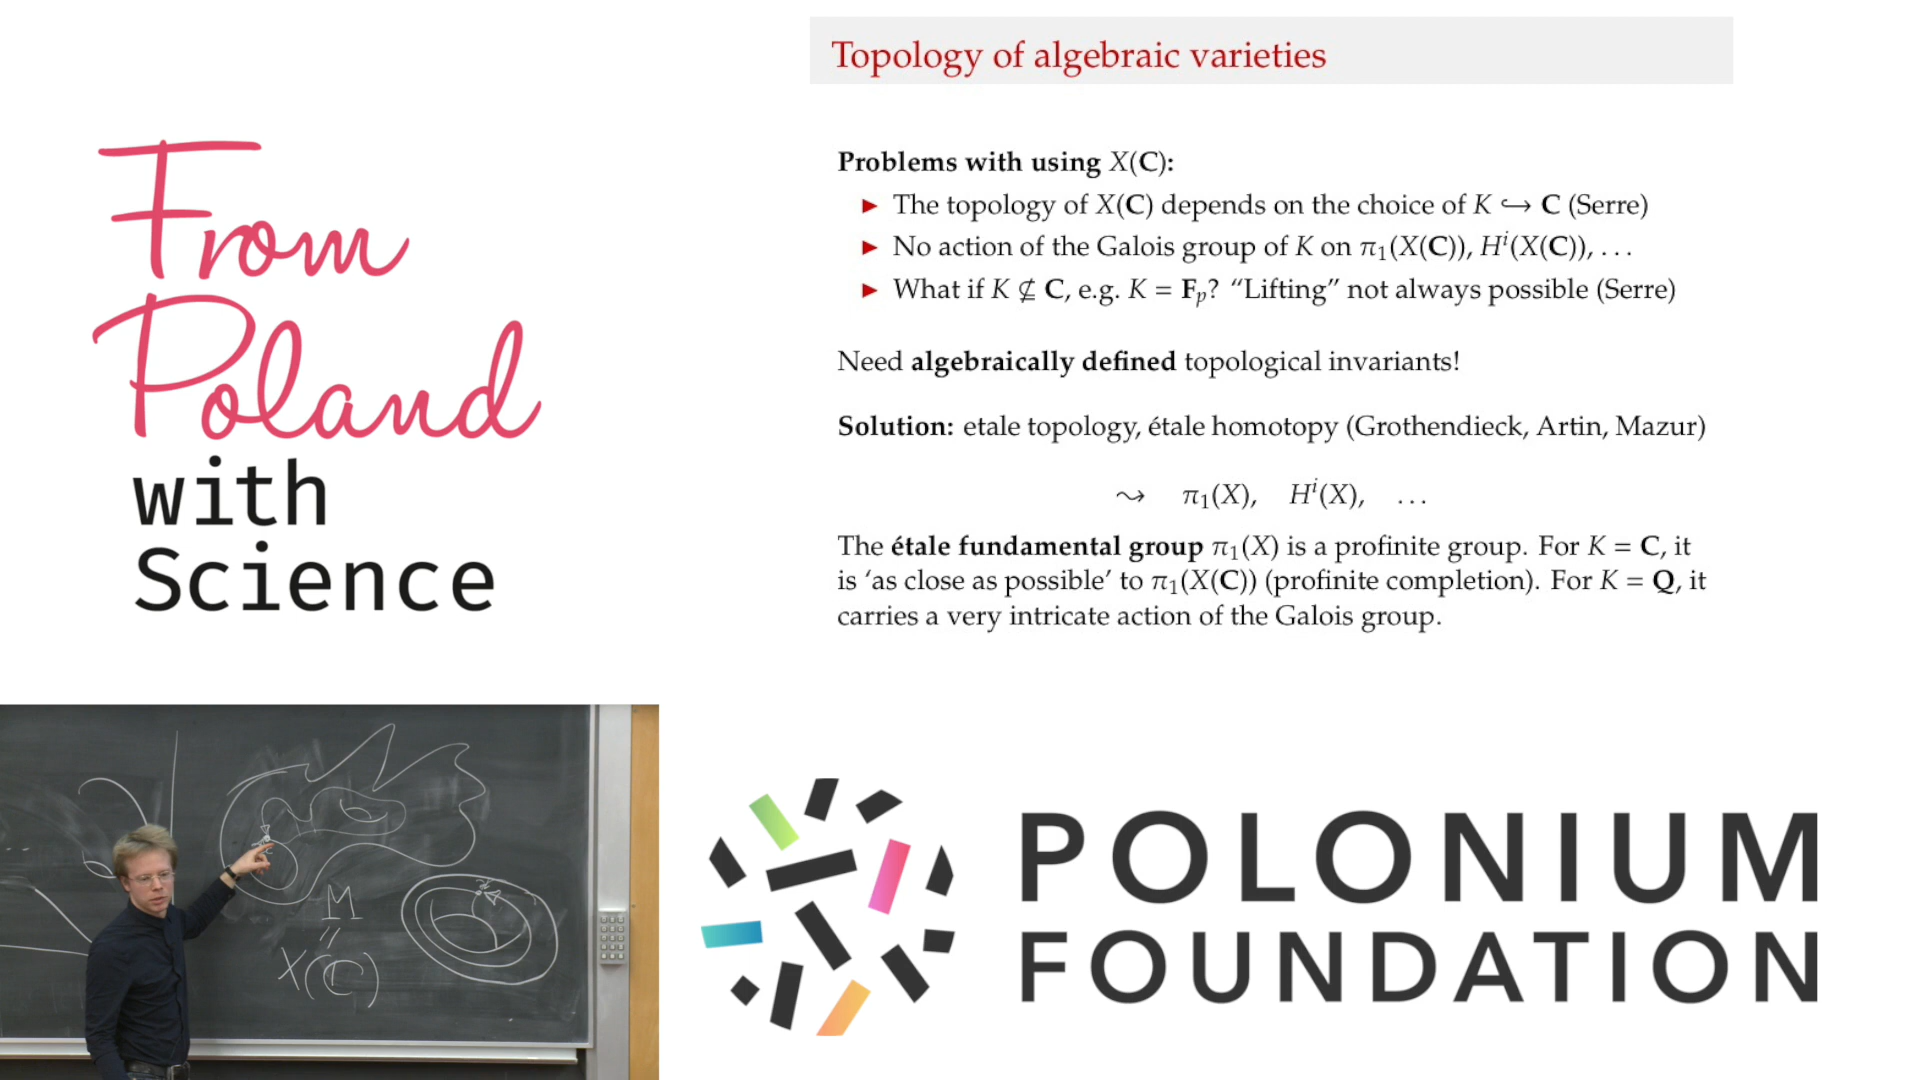 From
Poland
with
Science
Topology of algebraic varieties
Problems with using X(C):
▶ The topology of X(C) depends on the choice of K ↪ C (Serre)
▶ No action of the Galois group of K on π₁(X(C)), Hⁱ(X(C)), . . .
▶ What if K ⊈ C, e.g. K = Fₚ? “Lifting” not always possible (Serre)
Need algebraically defined topological invariants!
Solution: etale topology, étale homotopy (Grothendieck, Artin, Mazur)
⇝ π₁(X), Hⁱ(X), . . .
The étale fundamental group π₁(X) is a profinite group. For K = C, it
is ‘as close as possible’ to π₁(X(C)) (profinite completion). For K = Q, it
carries a very intricate action of the Galois group.
M
X(C)
POLONIUM
FOUNDATION